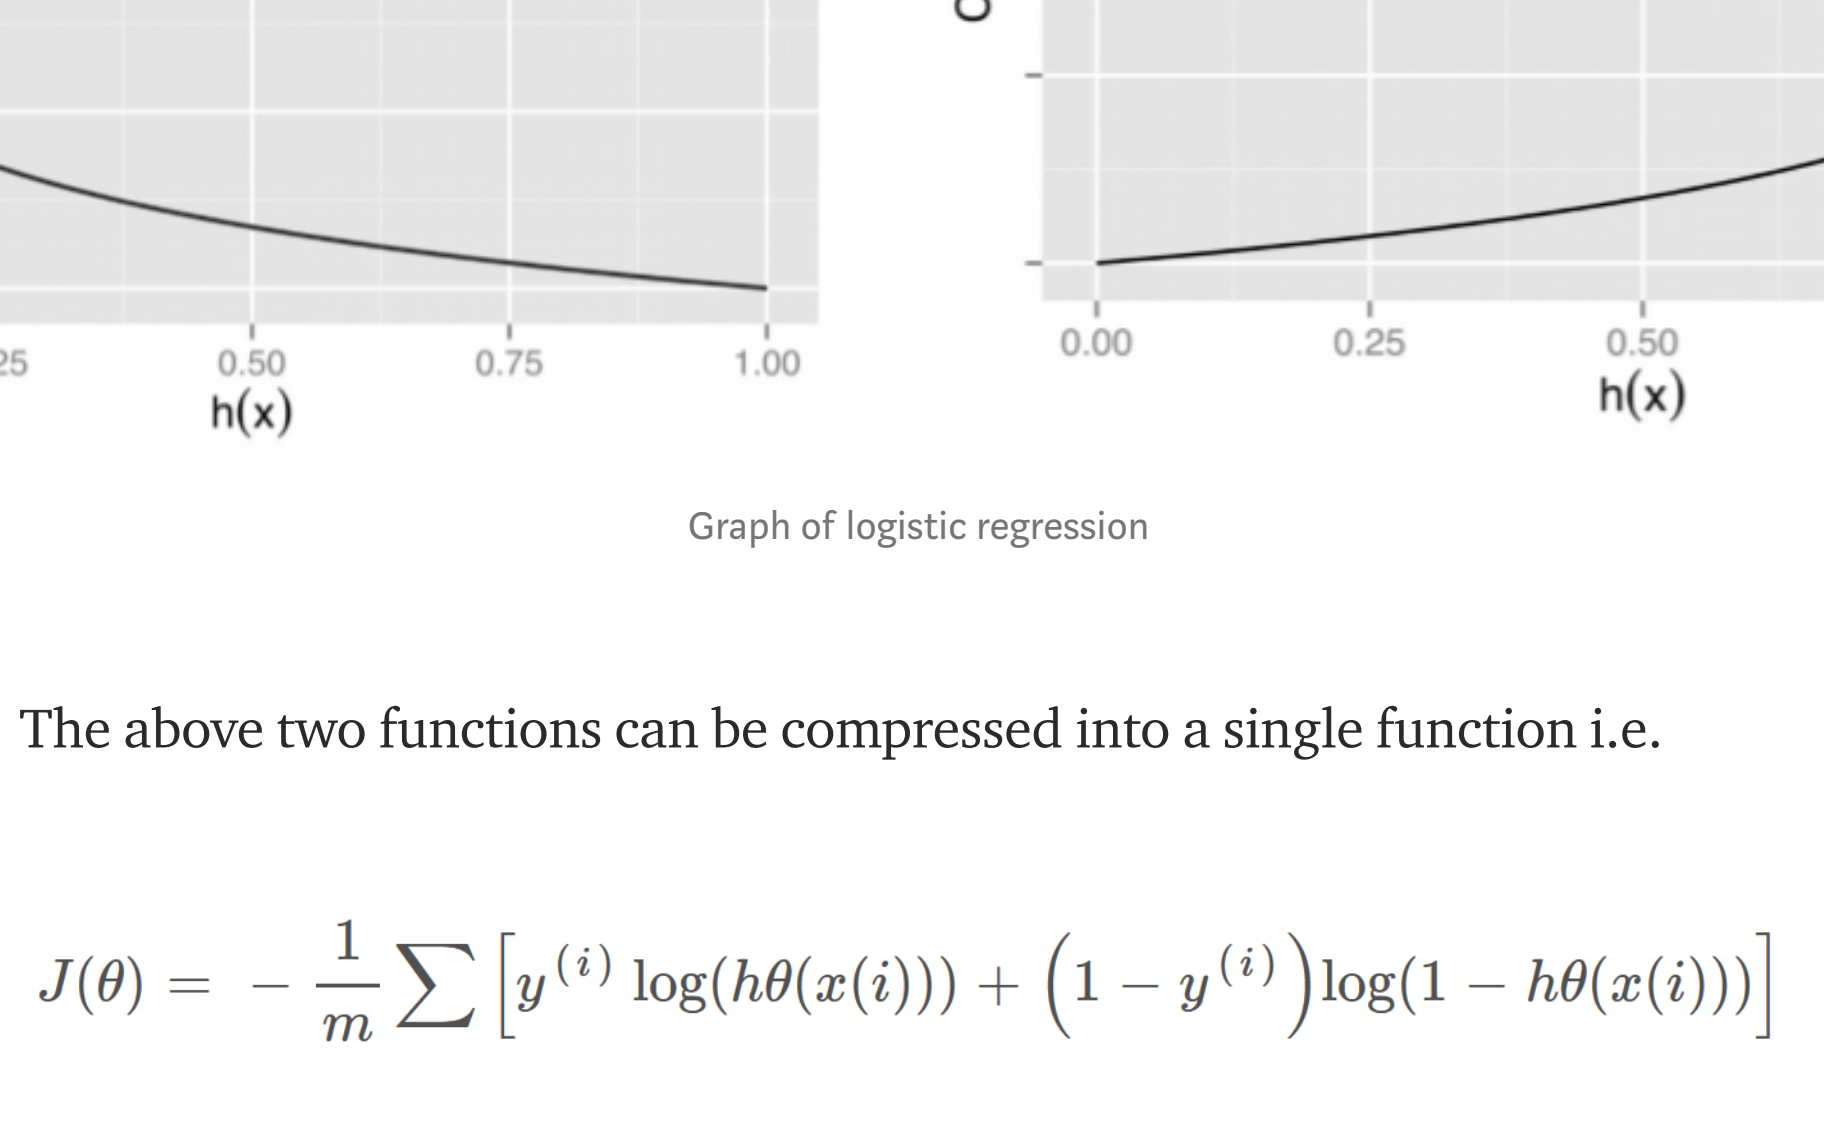 25 0.50 0.75 1.00
h(x)
0.00 0.25 0.50
h(x)
Graph of logistic regression
The above two functions can be compressed into a single function i.e.
J(θ) = − 1/m ∑ [y^(i) log(hθ(x(i))) + (1 − y^(i)) log(1 − hθ(x(i)))]